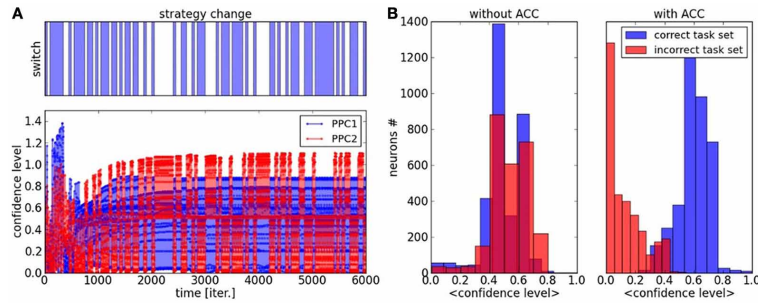 A
strategy change
switch
confidence level
1.4
1.2
1.0
0.8
0.6
0.4
0.2
0.0
PPC1
PPC2
0 1000 2000 3000 4000 5000 6000
time [iter.]
B
without ACC
with ACC
neurons #
1400
1200
1000
800
600
400
200
0
correct task set
incorrect task set
0.0 0.2 0.4 0.6 0.8 1.0
0.0 0.2 0.4 0.6 0.8 1.0
<confidence level>
<confidence level>